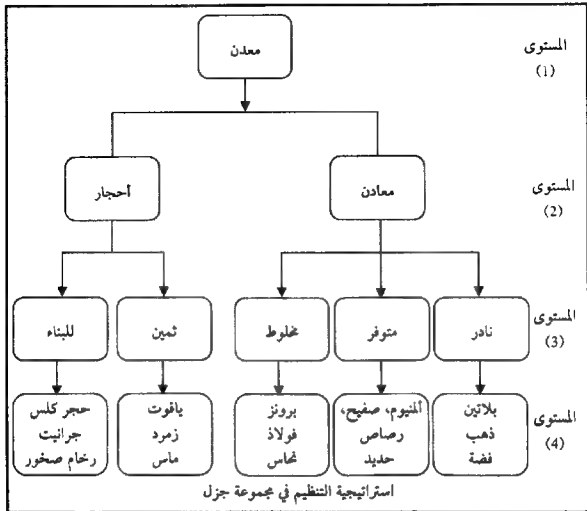 المستوى
(1)
معدن
المستوى
(2)
معادن
أحجار
المستوى
(3)
نادر
متوفر
مخلوط
ثمين
للبناء
المستوى
(4)
بلاتين
ذهب
فضة
ألمنيوم، صفيح،
رصاص
حديد
برونز
فولاذ
نحاس
ياقوت
زمرد
ماس
حجر كلس
جرانيت
رخام صخور
استراتيجية التنظيم في مجموعة جزل